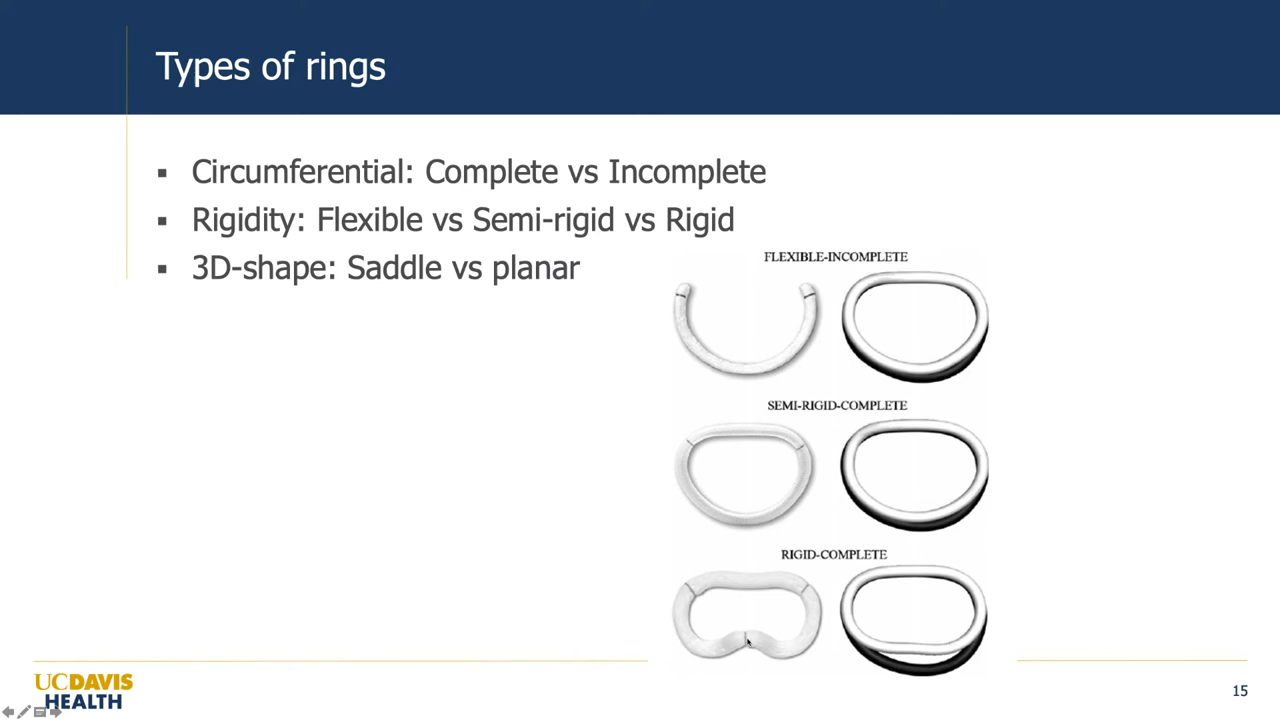 Types of rings
Circumferential: Complete vs Incomplete
Rigidity: Flexible vs Semi-rigid vs Rigid
3D-shape: Saddle vs planar
FLEXIBLE-INCOMPLETE
SEMI-RIGID-COMPLETE
RIGID-COMPLETE
UCDAVIS
HEALTH
15